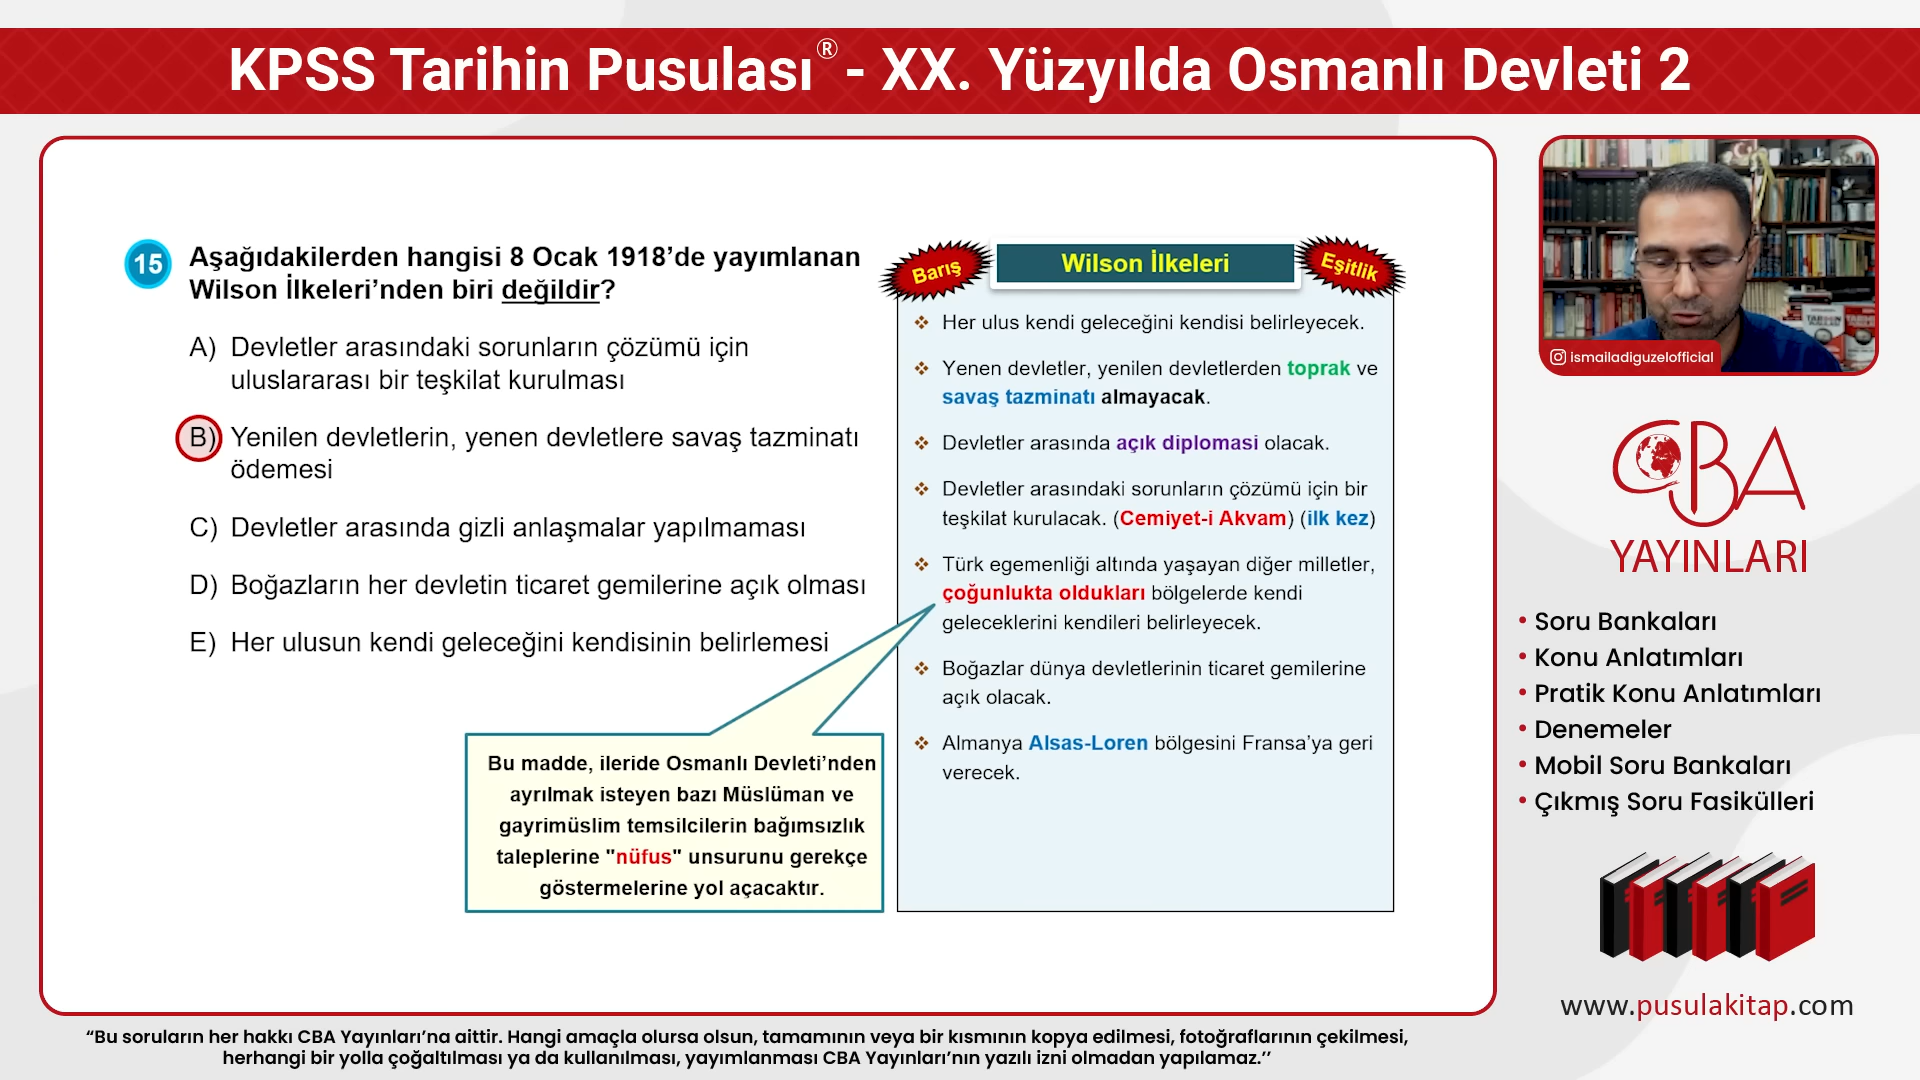 KPSS Tarihin Pusulası® - XX. Yüzyılda Osmanlı Devleti 2
15 Aşağıdakilerden hangisi 8 Ocak 1918’de yayımlanan
Wilson İlkeleri’nden biri değildir?
A) Devletler arasındaki sorunların çözümü için
uluslararası bir teşkilat kurulması
B) Yenilen devletlerin, yenen devletlere savaş tazminatı
ödemesi
C) Devletler arasında gizli anlaşmalar yapılmaması
D) Boğazların her devletin ticaret gemilerine açık olması
E) Her ulusun kendi geleceğini kendisinin belirlemesi
Bu madde, ileride Osmanlı Devleti’nden
ayrılmak isteyen bazı Müslüman ve
gayrimüslim temsilcilerin bağımsızlık
taleplerine "nüfus" unsurunu gerekçe
göstermelerine yol açacaktır.
Barış
Wilson İlkeleri
Eşitlik
❖ Her ulus kendi geleceğini kendisi belirleyecek.
❖ Yenen devletler, yenilen devletlerden toprak ve
savaş tazminatı almayacak.
❖ Devletler arasında açık diplomasi olacak.
❖ Devletler arasındaki sorunların çözümü için bir
teşkilat kurulacak. (Cemiyet-i Akvam) (ilk kez)
❖ Türk egemenliği altında yaşayan diğer milletler,
çoğunlukta oldukları bölgelerde kendi
geleceklerini kendileri belirleyecek.
❖ Boğazlar dünya devletlerinin ticaret gemilerine
açık olacak.
❖ Almanya Alsas-Loren bölgesini Fransa’ya geri
verecek.
ismailadiguzelofficial
CBA
YAYINLARI
• Soru Bankaları
• Konu Anlatımları
• Pratik Konu Anlatımları
• Denemeler
• Mobil Soru Bankaları
• Çıkmış Soru Fasikülleri
www.pusulakitap.com
“Bu soruların her hakkı CBA Yayınları’na aittir. Hangi amaçla olursa olsun, tamamının veya bir kısmının kopya edilmesi, fotoğraflarının çekilmesi,
herhangi bir yolla çoğaltılması ya da kullanılması, yayımlanması CBA Yayınları’nın yazılı izni olmadan yapılamaz.’’